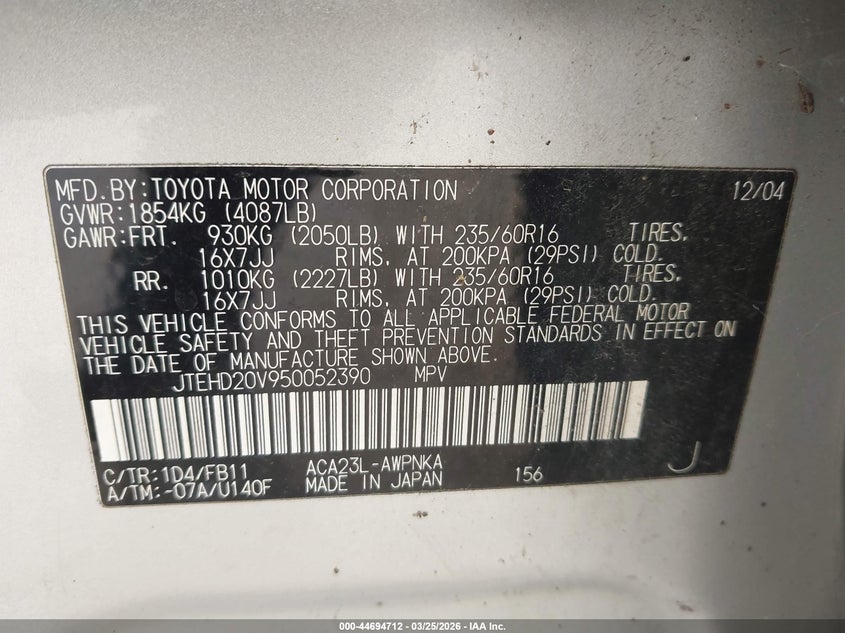 MFD.BY:TOYOTA MOTOR CORPORATION 12/04
GVWR:1854KG (4087LB)
GAWR:FRT. 930KG (2050LB) WITH 235/60R16 TIRES,
16X7JJ RIMS, AT 200KPA (29PSI) COLD.
RR. 1010KG (2227LB) WITH 235/60R16 TIRES,
16X7JJ RIMS, AT 200KPA (29PSI) COLD.
THIS VEHICLE CONFORMS TO ALL APPLICABLE FEDERAL MOTOR
VEHICLE SAFETY AND THEFT PREVENTION STANDARDS IN EFFECT ON
THE DATE OF MANUFACTURE SHOWN ABOVE.
JTEHD20V950052390 MPV
C/TR:1D4/FB11 ACA23L-AWPNKA
A/TM:-07A/U140F MADE IN JAPAN 156 J
000-44694712 - 03/25/2026 - IAA Inc.